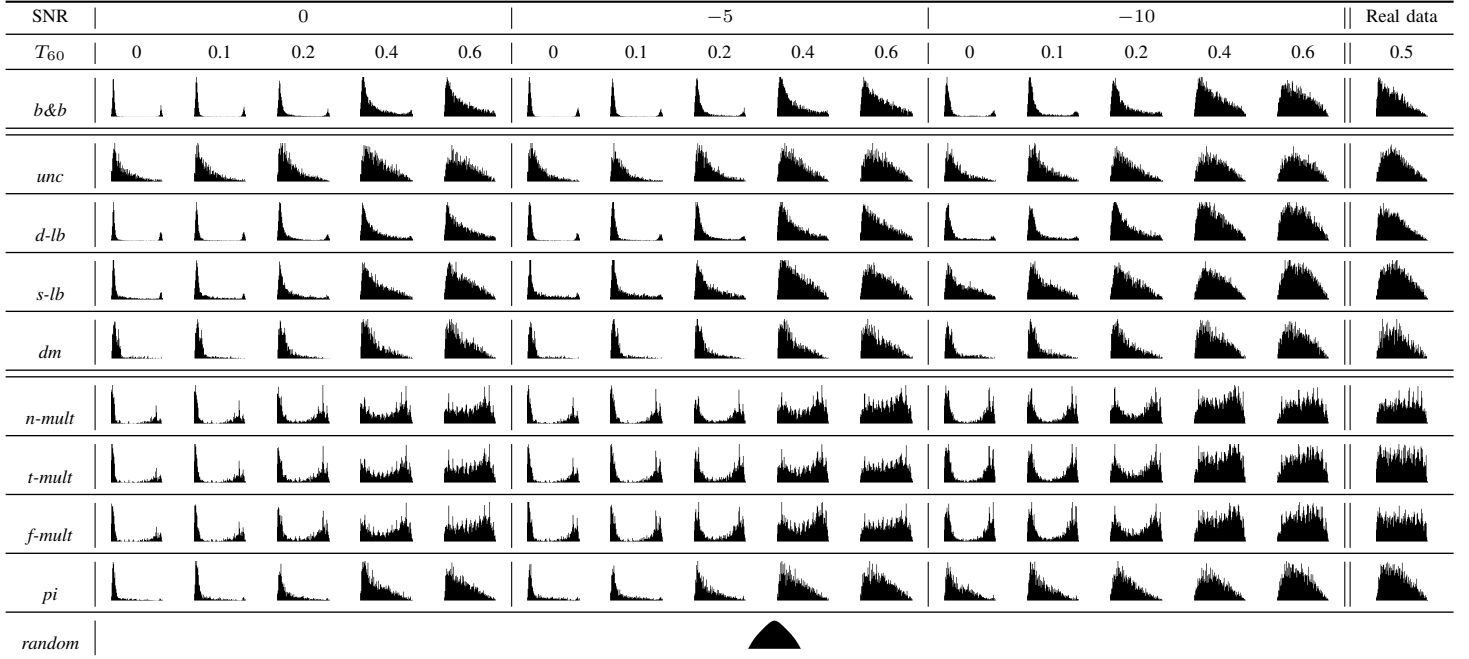 SNR 0 −5 −10 Real data
T60 0 0.1 0.2 0.4 0.6 0 0.1 0.2 0.4 0.6 0 0.1 0.2 0.4 0.6 0.5
b&b
unc
d-lb
s-lb
dm
n-mult
t-mult
f-mult
pi
random